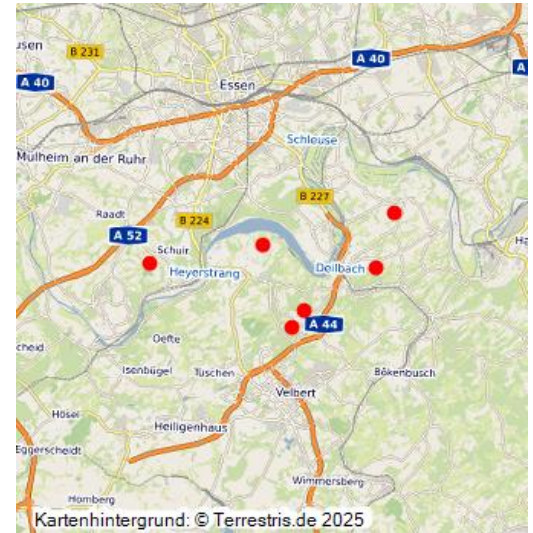 usen
B 231
A 40
A 40
A
Essen
Schleuse
Mülheim an der Ruhr
B 227
Raadt
B 224
A 52
Schuir
Ha
Heyerstrang
Deilbach
A 44
Oefte
cheid
Isenbügel
Tüschen
Bökenbusch
Velbert
Hösel
Heiligenhaus
Eggerscheidt
Wimmersberg
Homberg
Kartenhintergrund: © Terrestris.de 2025